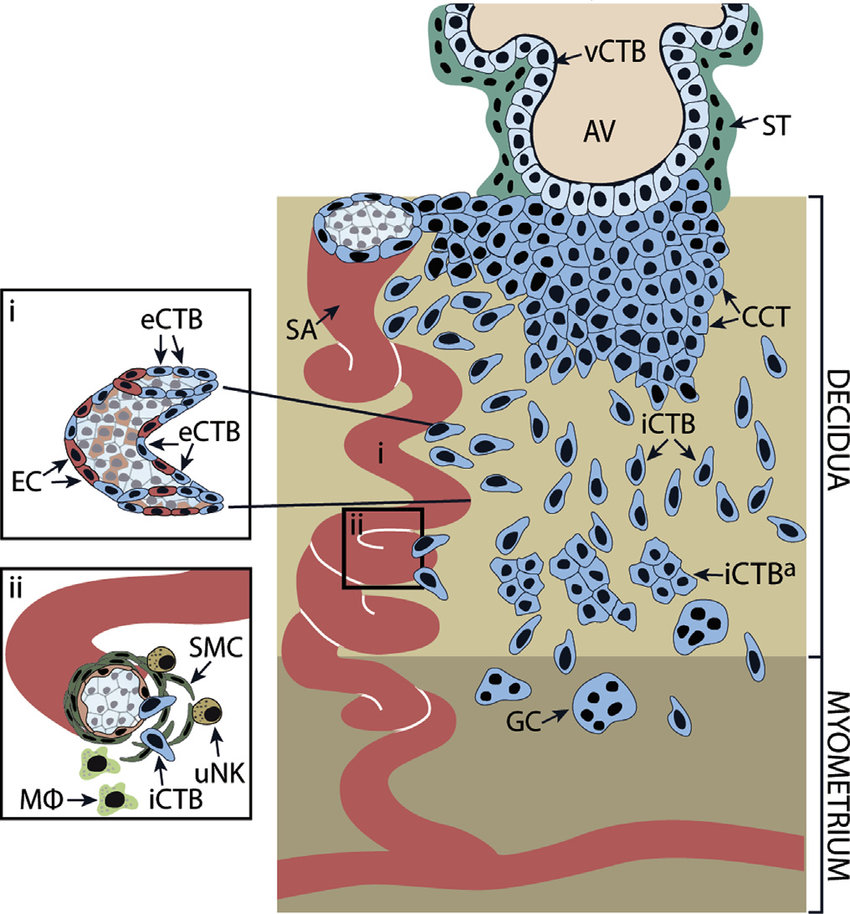 vCTB
AV
ST
CCT
SA
i
eCTB
eCTB
EC
i
iCTB
ii
iCTBa
ii
SMC
uNK
iCTB
MΦ
GC
DECIDUA
MYOMETRIUM